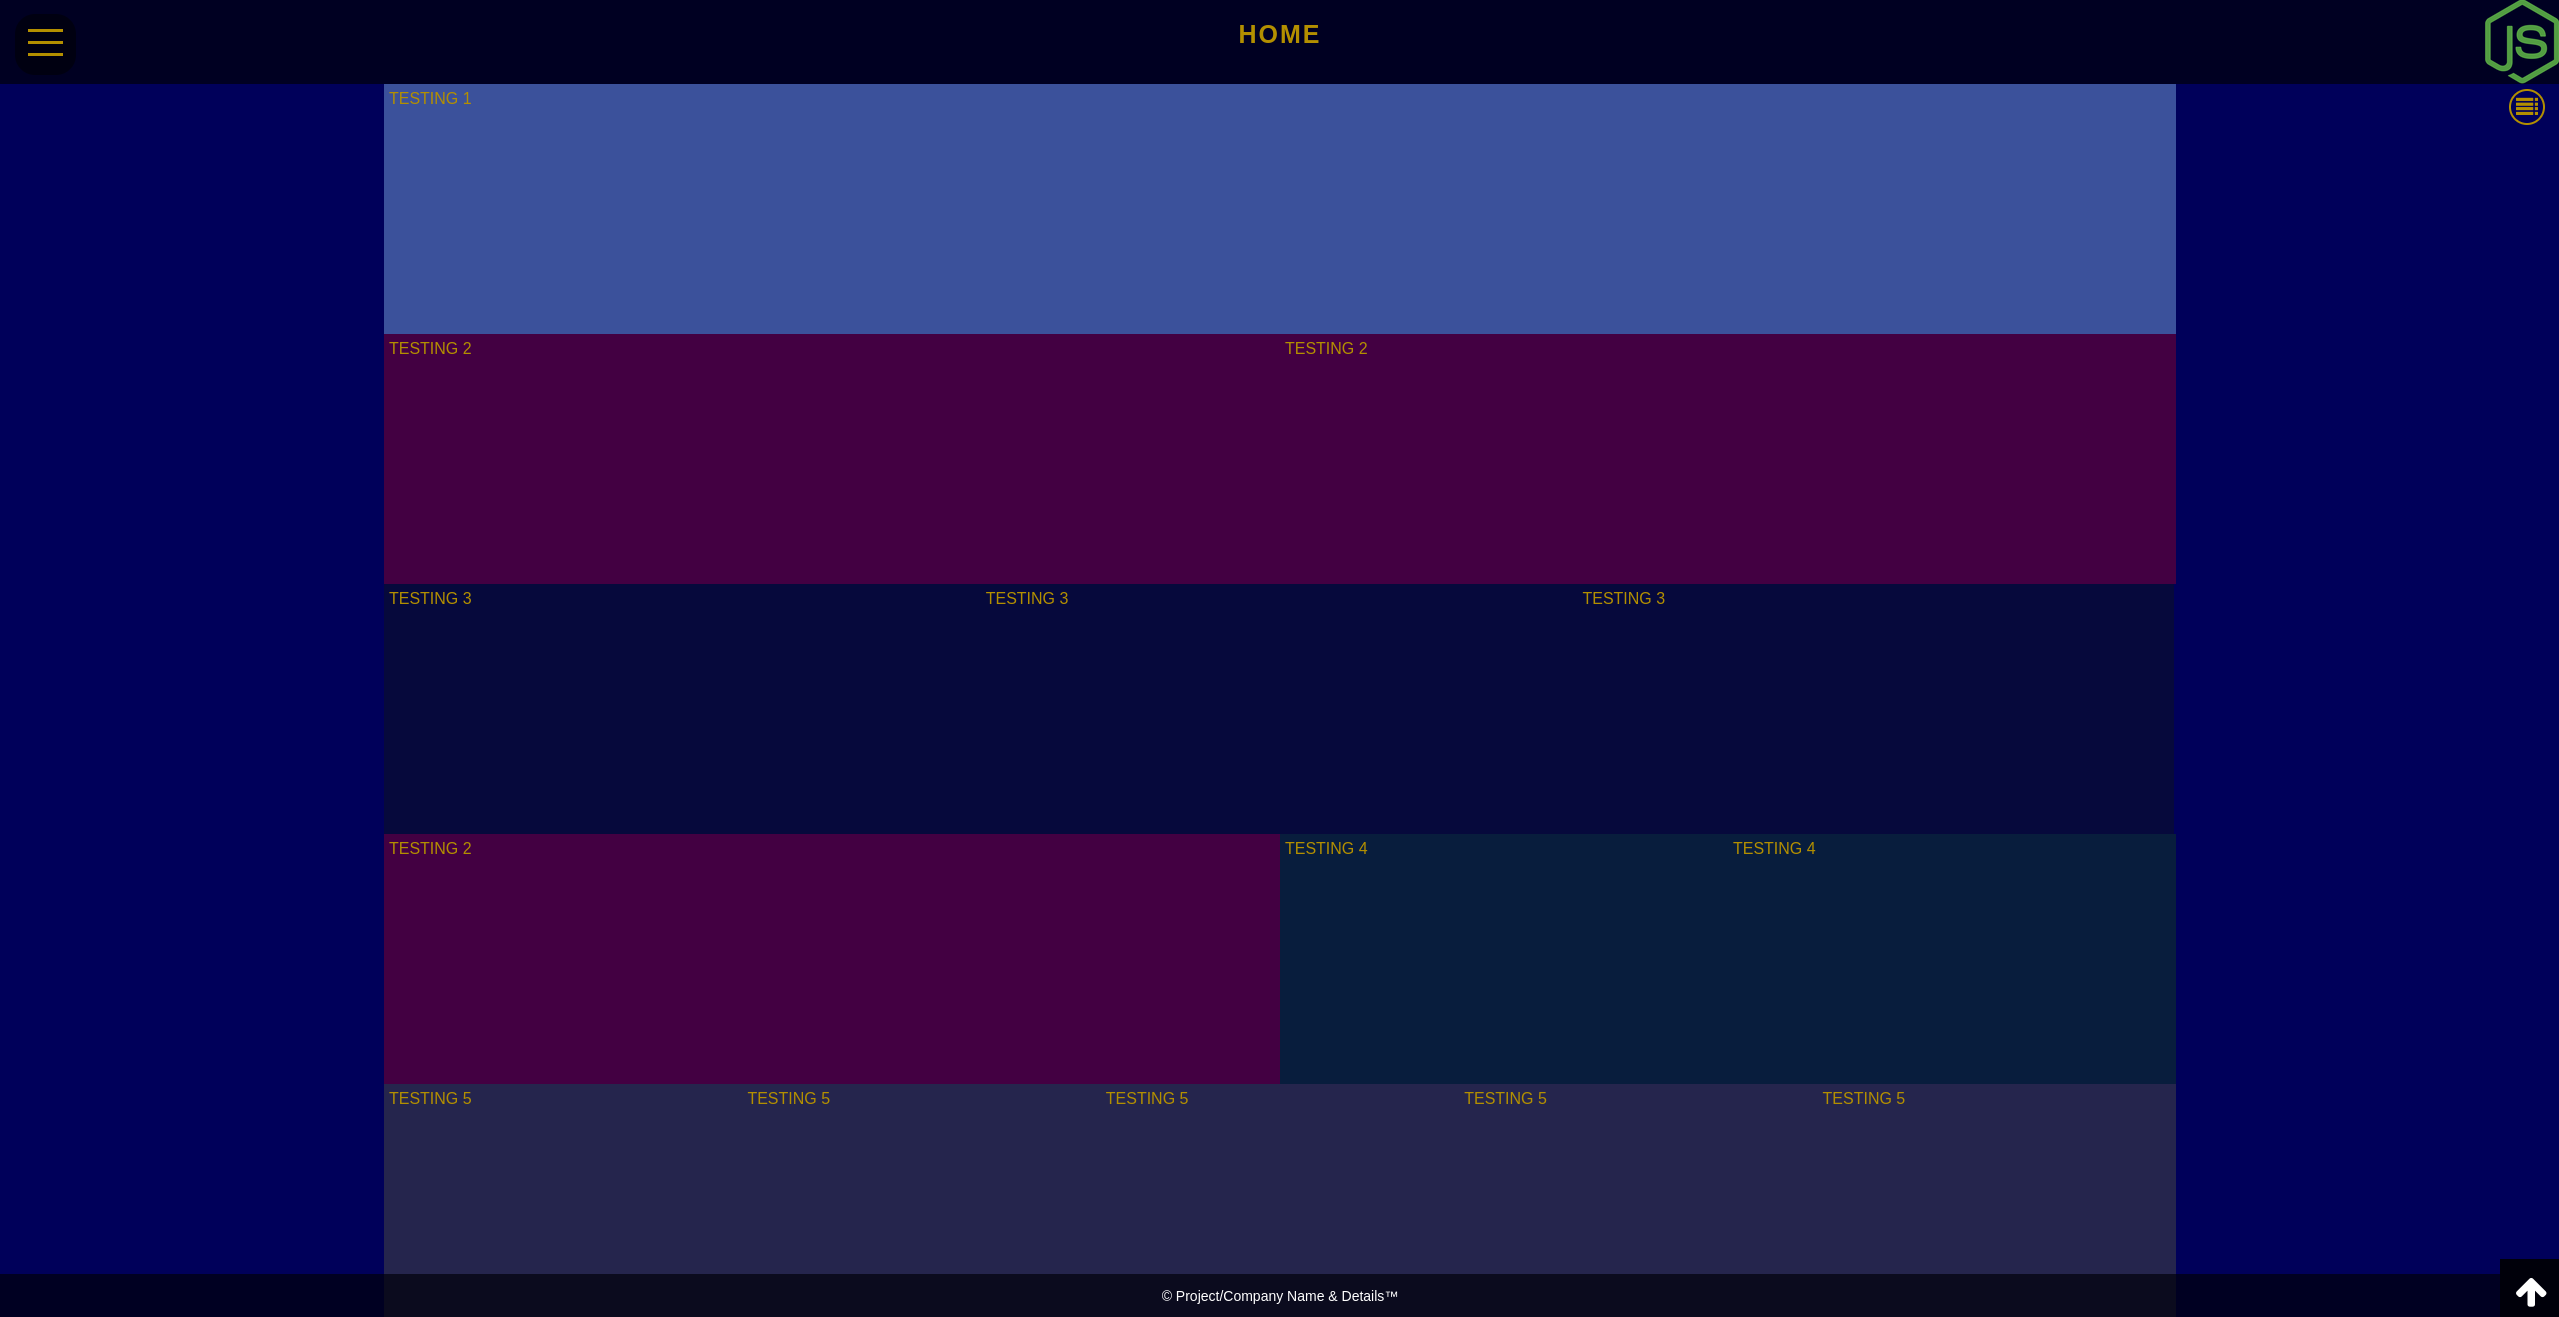 HOME
JS
TESTING 1
TESTING 2 TESTING 2
TESTING 3 TESTING 3 TESTING 3
TESTING 2 TESTING 4 TESTING 4
TESTING 5 TESTING 5 TESTING 5 TESTING 5 TESTING 5
© Project/Company Name & Details™